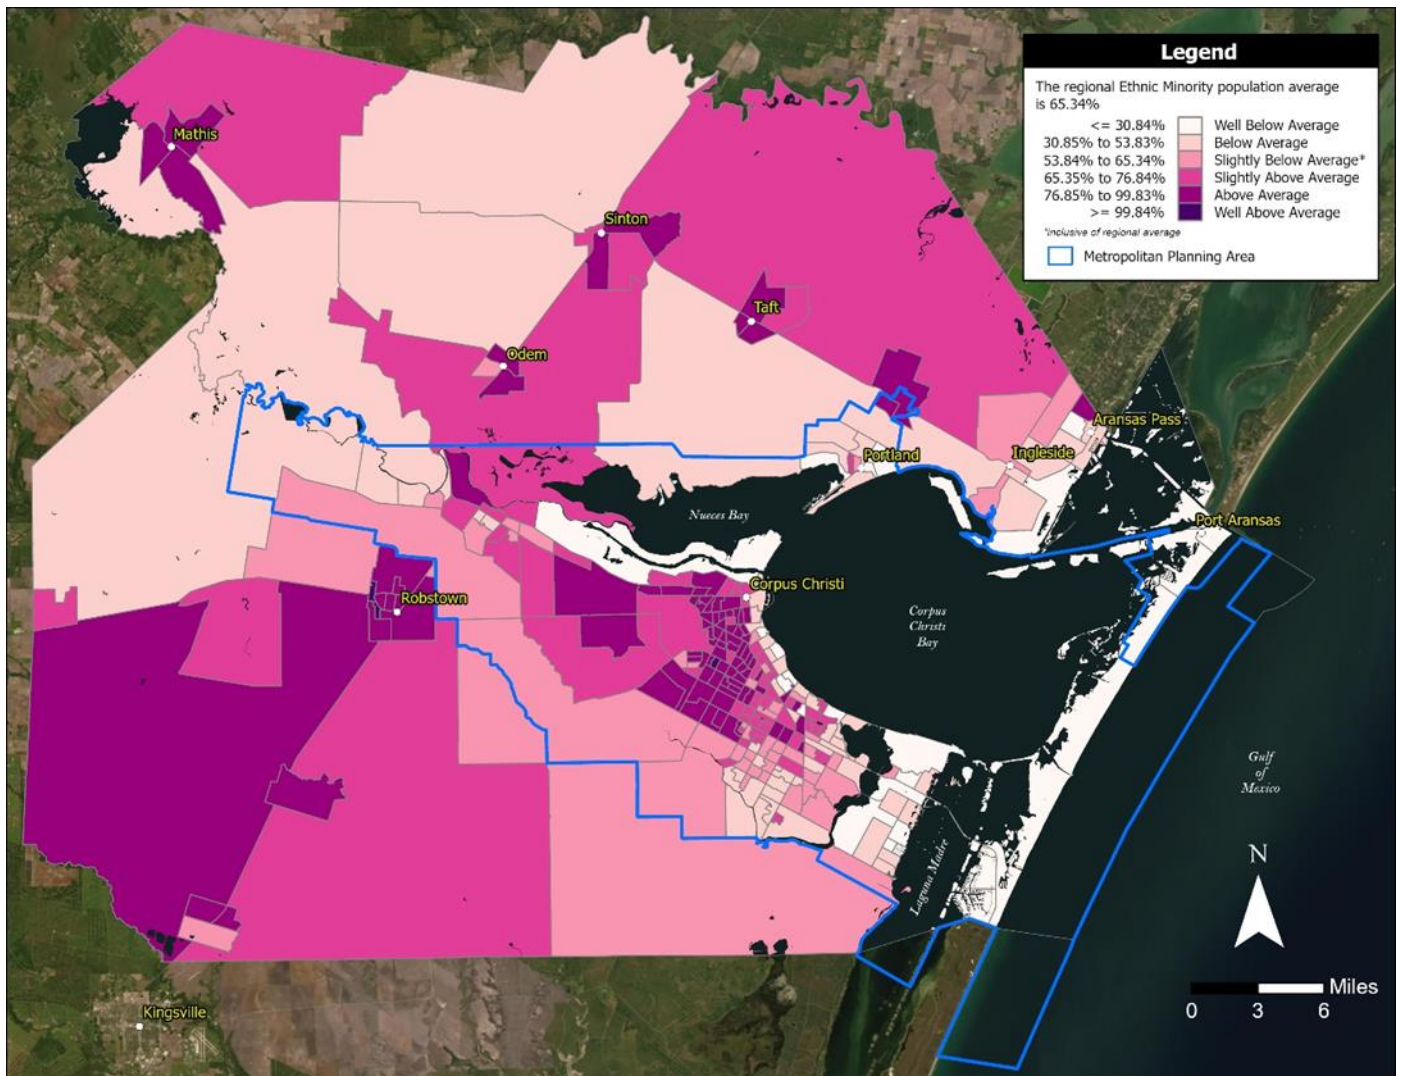 Legend
The regional Ethnic Minority population average
is 65.34%
<= 30.84% Well Below Average
30.85% to 53.83% Below Average
53.84% to 65.34% Slightly Below Average*
65.35% to 76.84% Slightly Above Average
76.85% to 99.83% Above Average
>= 99.84% Well Above Average
*inclusive of regional average
Metropolitan Planning Area
Mathis
Sinton
Taft
Odem
Aransas Pass
Portland
Ingleside
Nueces Bay
Port Aransas
Corpus Christi
Robstown
Corpus
Christi
Bay
Gulf
of
Mexico
Laguna Madre
N
Miles
0 3 6
Kingsville